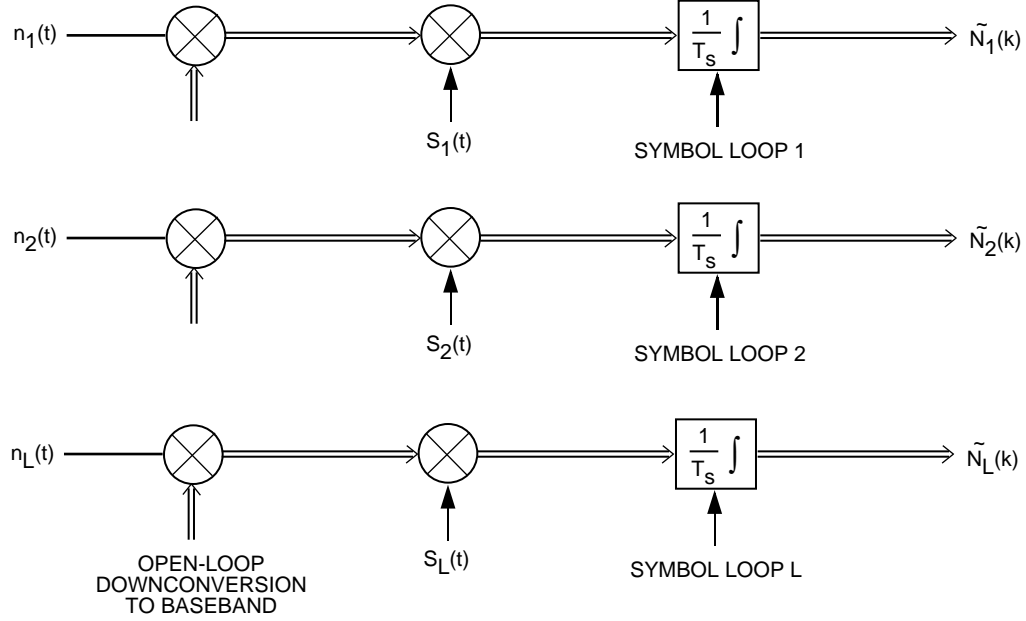 n1(t) S1(t) 1/Ts ∫ Ñ1(k)
SYMBOL LOOP 1
n2(t) S2(t) 1/Ts ∫ Ñ2(k)
SYMBOL LOOP 2
nL(t) SL(t) 1/Ts ∫ ÑL(k)
OPEN-LOOP
DOWNCONVERSION
TO BASEBAND
SYMBOL LOOP L